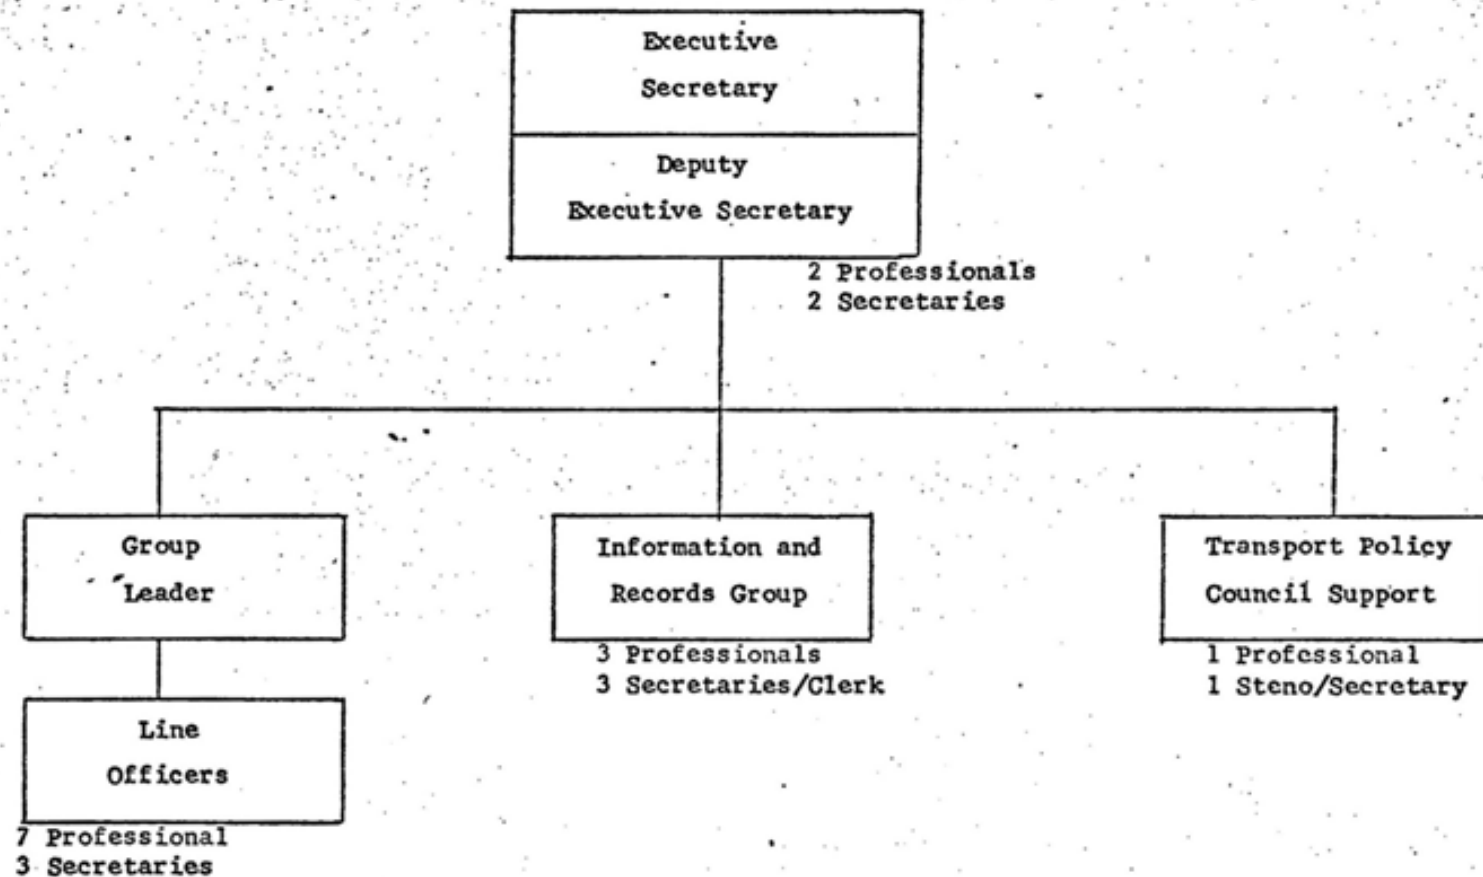 Executive
Secretary
Deputy
Executive Secretary
2 Professionals
2 Secretaries
Group
Leader
Information and
Records Group
3 Professionals
3 Secretaries/Clerk
Transport Policy
Council Support
1 Professional
1 Steno/Secretary
Line
Officers
7 Professional
3 Secretaries